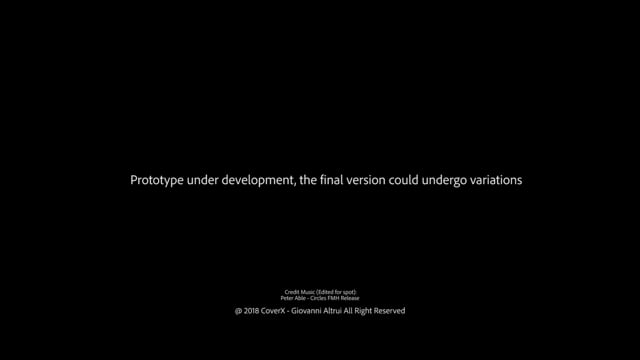 Prototype under development, the final version could undergo variations
Credit Music (Edited for spot):
Peter Able - Circles FMH Release
@ 2018 CoverX - Giovanni Altrui All Right Reserved